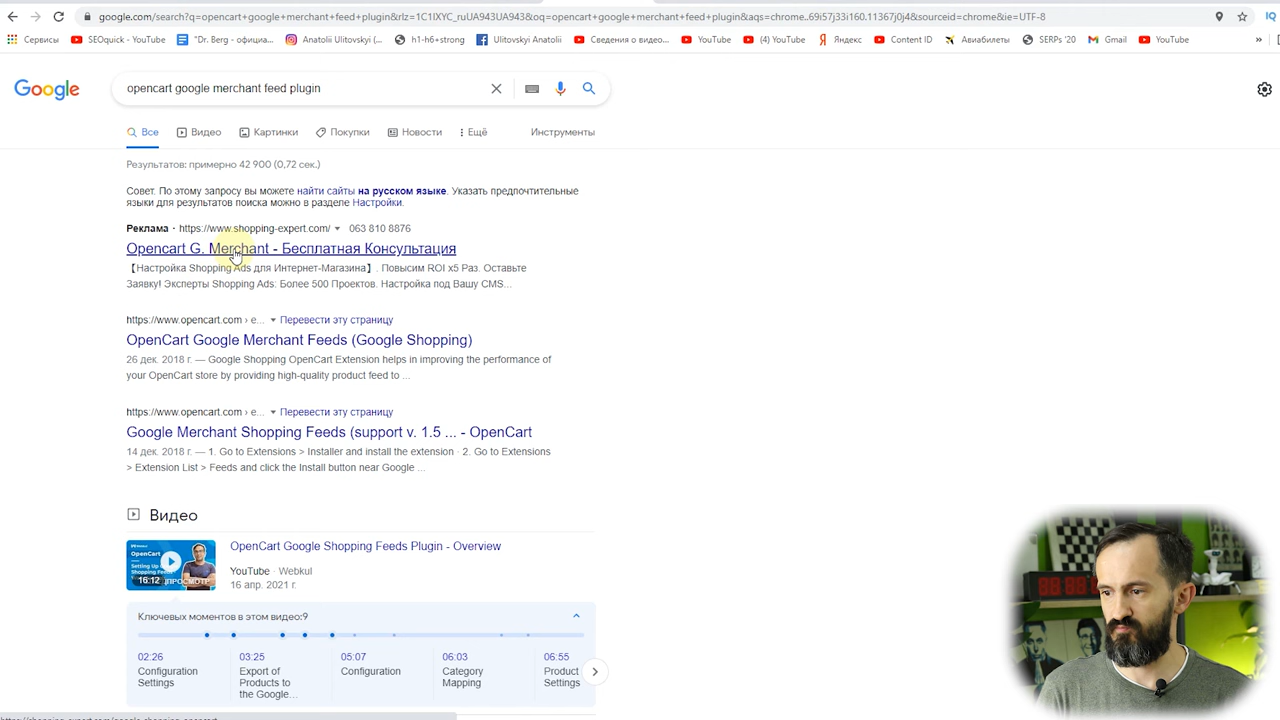 google.com/search?q=opencart+google+merchant+feed+plugin&rlz=1C1IXYC_ruUA943UA943&oq=opencart+google+merchant+feed+plugin&aqs=chrome..69i57j33i160.11367j0j4&sourceid=chrome&ie=UTF-8
Сервисы
SEOquick - YouTube
"Dr. Berg - официа...
Anatolii Ulitovskyi (...
h1-h6+strong
Ulitovskyi Anatolii
Сведения о видео...
YouTube
(4) YouTube
Яндекс
Content ID
Авиабилеты
SERPs '20
Gmail
YouTube
»
Google
opencart google merchant feed plugin
Все
Видео
Картинки
Покупки
Новости
Ещё
Инструменты
Результатов: примерно 42 900 (0,72 сек.)
Совет. По этому запросу вы можете найти сайты на русском языке. Указать предпочтительные
языки для результатов поиска можно в разделе Настройки.
Реклама · https://www.shopping-expert.com/ 063 810 8876
Opencart G. Merchant - Бесплатная Консультация
【Настройка Shopping Ads для Интернет-Магазина】. Повысим ROI x5 Раз. Оставьте
Заявку! Эксперты Shopping Ads: Более 500 Проектов. Настройка под Вашу CMS...
https://www.opencart.com › e... Перевести эту страницу
OpenCart Google Merchant Feeds (Google Shopping)
26 дек. 2018 г. — Google Shopping OpenCart Extension helps in improving the performance of
your OpenCart store by providing high-quality product feed to ...
https://www.opencart.com › e... Перевести эту страницу
Google Merchant Shopping Feeds (support v. 1.5 ... - OpenCart
14 дек. 2018 г. — 1. Go to Extensions > Installer and install the extension · 2. Go to Extensions
> Extension List > Feeds and click the Install button near Google ...
Видео
OpenCart
Setting Up
Shopping Feed
16:12
ДПРОСМОТР
OpenCart Google Shopping Feeds Plugin - Overview
YouTube · Webkul
16 апр. 2021 г.
Ключевых моментов в этом видео:9
02:26
Configuration
Settings
03:25
Export of
Products to
the Google...
05:07
Configuration
06:03
Category
Mapping
06:55
Product
Settings